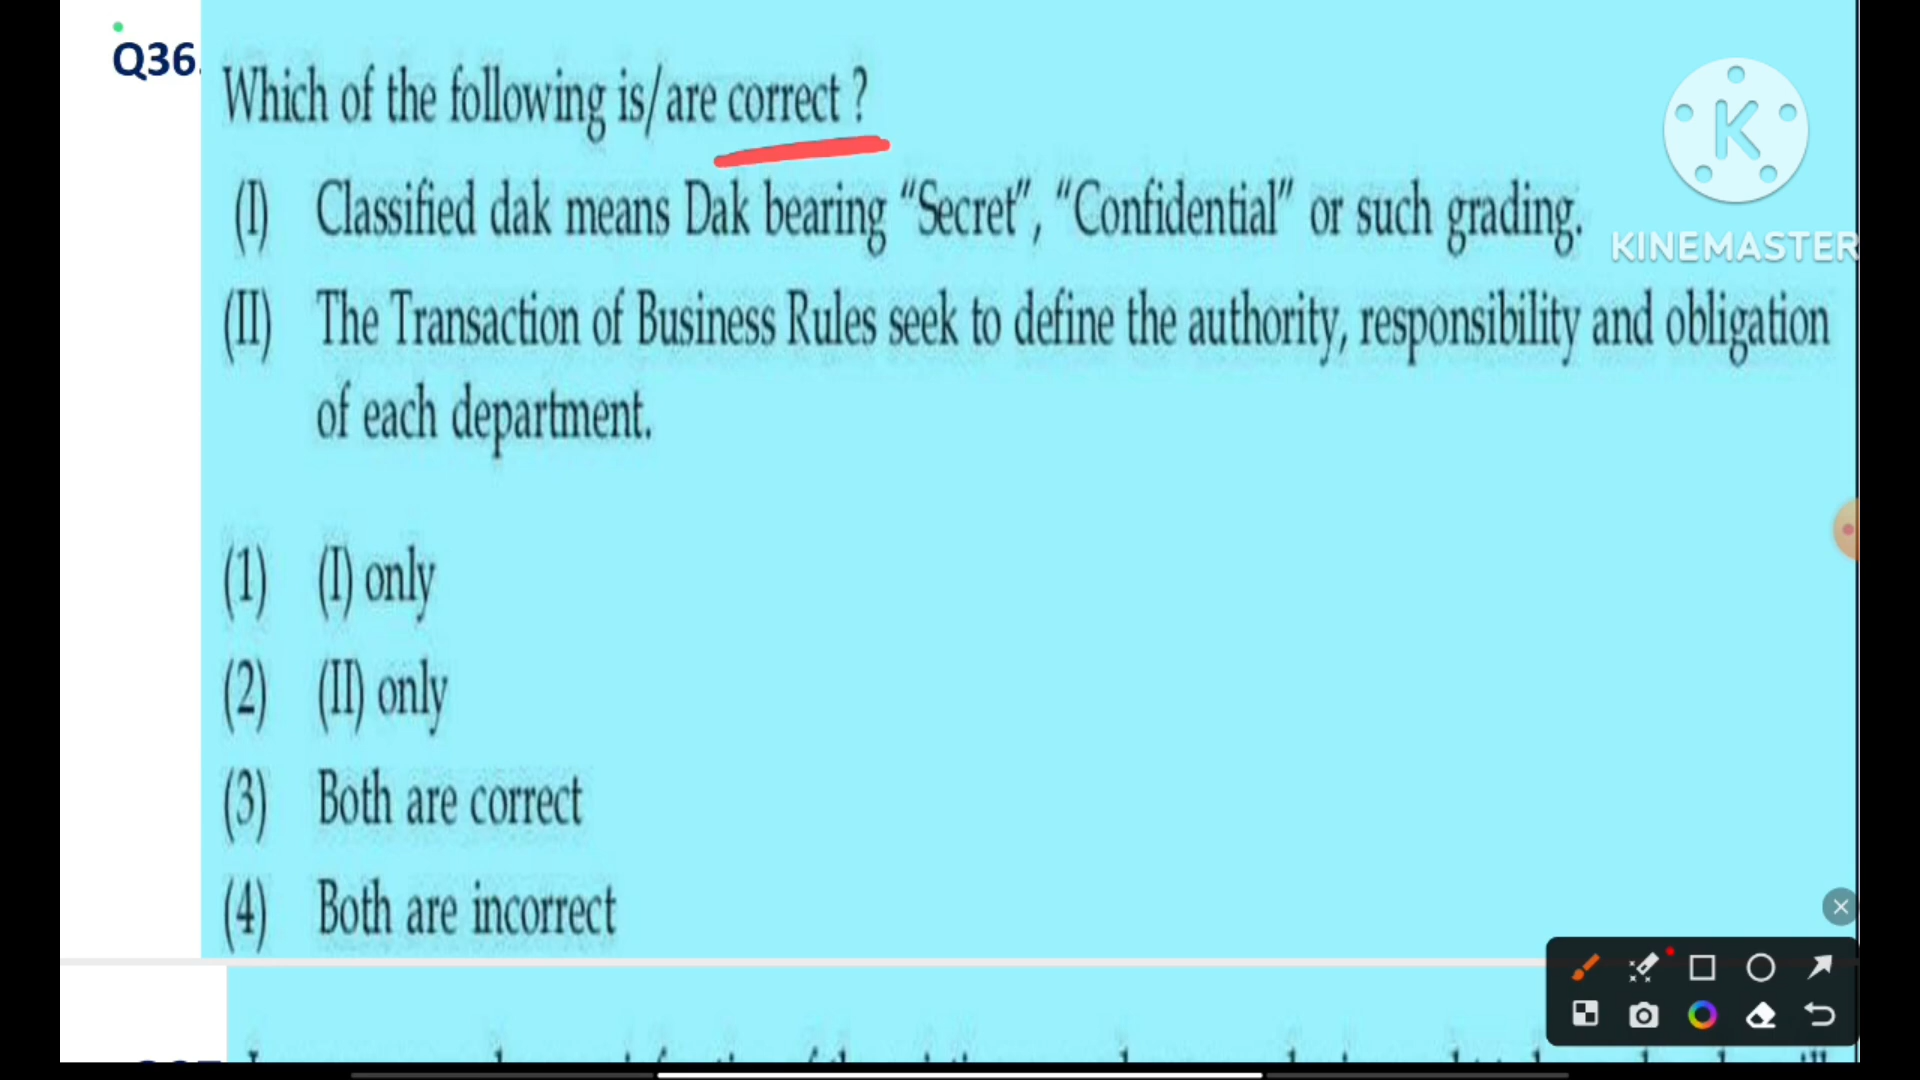 Q36.
Which of the following is/are correct ?
(I) Classified dak means Dak bearing “Secret”, “Confidential” or such grading.
(II) The Transaction of Business Rules seek to define the authority, responsibility and obligation
of each department.
(1) (I) only
(2) (II) only
(3) Both are correct
(4) Both are incorrect
K
KINEMASTER